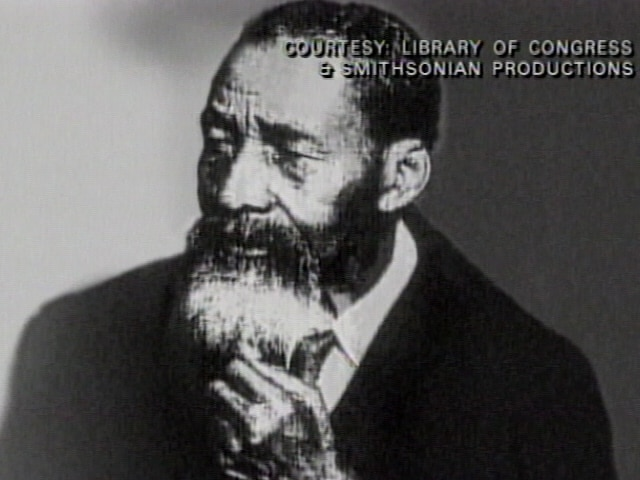 COURTESY: LIBRARY OF CONGRESS
& SMITHSONIAN PRODUCTIONS